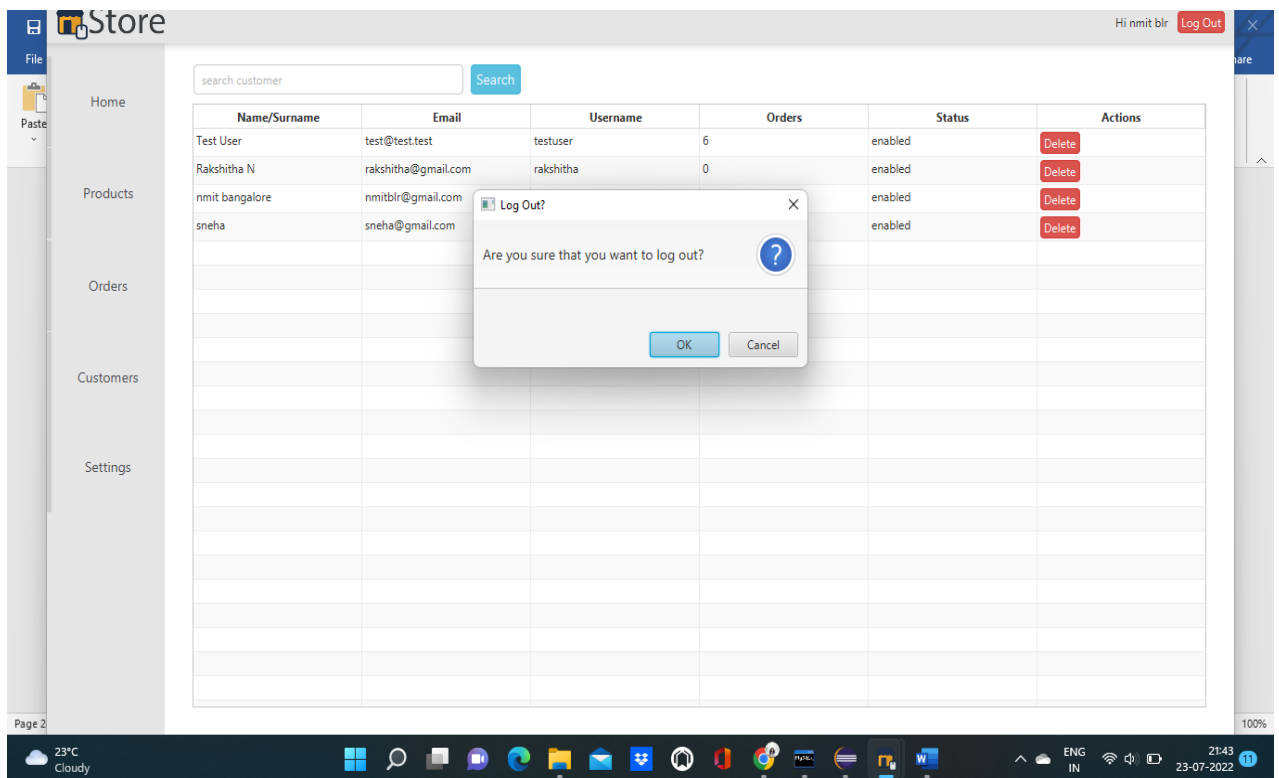 Store
Hi nmit blr Log Out
File
are
Paste
Home
Products
Orders
Customers
Settings
search customer Search
Name/Surname Email Username Orders Status Actions
Test User test@test.test testuser 6 enabled Delete
Rakshitha N rakshitha@gmail.com rakshitha 0 enabled Delete
nmit bangalore nmitblr@gmail.com enabled Delete
sneha sneha@gmail.com enabled Delete
Log Out?
Are you sure that you want to log out?
?
OK Cancel
Page 2
100%
23°C
Cloudy
ENG
IN
21:43
23-07-2022
11